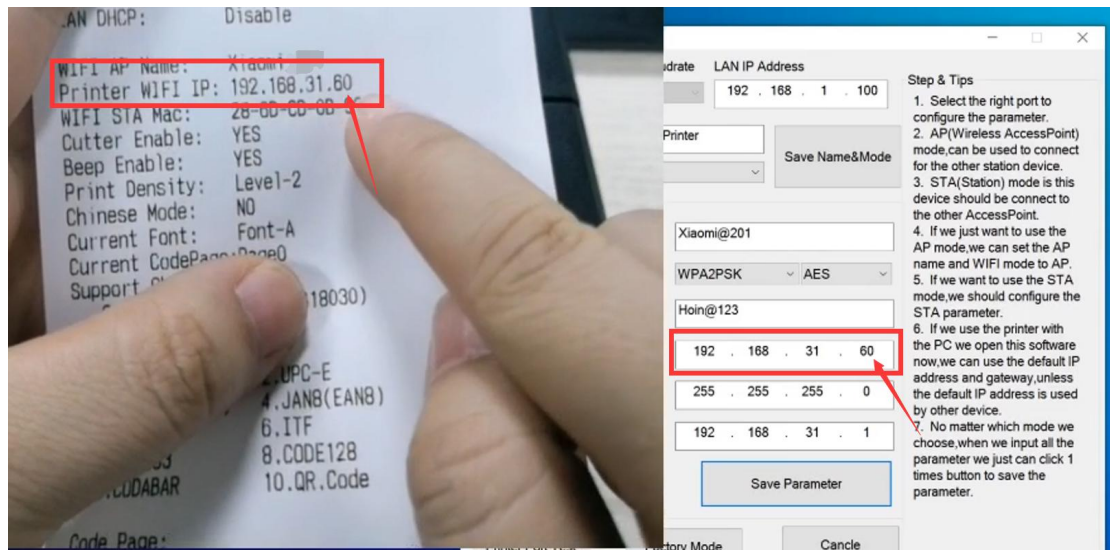 LAN DHCP: Disable
WIFI AP Name: Xiaomi
Printer WIFI IP: 192.168.31.60
WIFI STA Mac: 28-8D-CD-0B
Cutter Enable: YES
Beep Enable: YES
Print Density: Level-2
Chinese Mode: NO
Current Font: Font-A
Current CodePage:Page0
Support
18030)
2.UPC-E
4.JAN8(EAN8)
6.ITF
8.CODE128
CODABAR 10.QR.Code
Code Page:
udrate LAN IP Address
192 . 168 . 1 . 100
Printer
Save Name&Mode
Xiaomi@201
WPA2PSK AES
Hoin@123
192 . 168 . 31 . 60
255 . 255 . 255 . 0
192 . 168 . 31 . 1
Save Parameter
Mode
Cancle
Step & Tips
1. Select the right port to
configure the parameter.
2. AP(Wireless AccessPoint)
mode,can be used to connect
for the other station device.
3. STA(Station) mode is this
device should be connect to
the other AccessPoint.
4. If we just want to use the
AP mode,we can set the AP
name and WIFI mode to AP.
5. If we want to use the STA
mode,we should configure the
STA parameter.
6. If we use the printer with
the PC we open this software
now,we can use the default IP
address and gateway,unless
the default IP address is used
by other device.
7. No matter which mode we
choose,when we input all the
parameter we just can click 1
times button to save the
parameter.